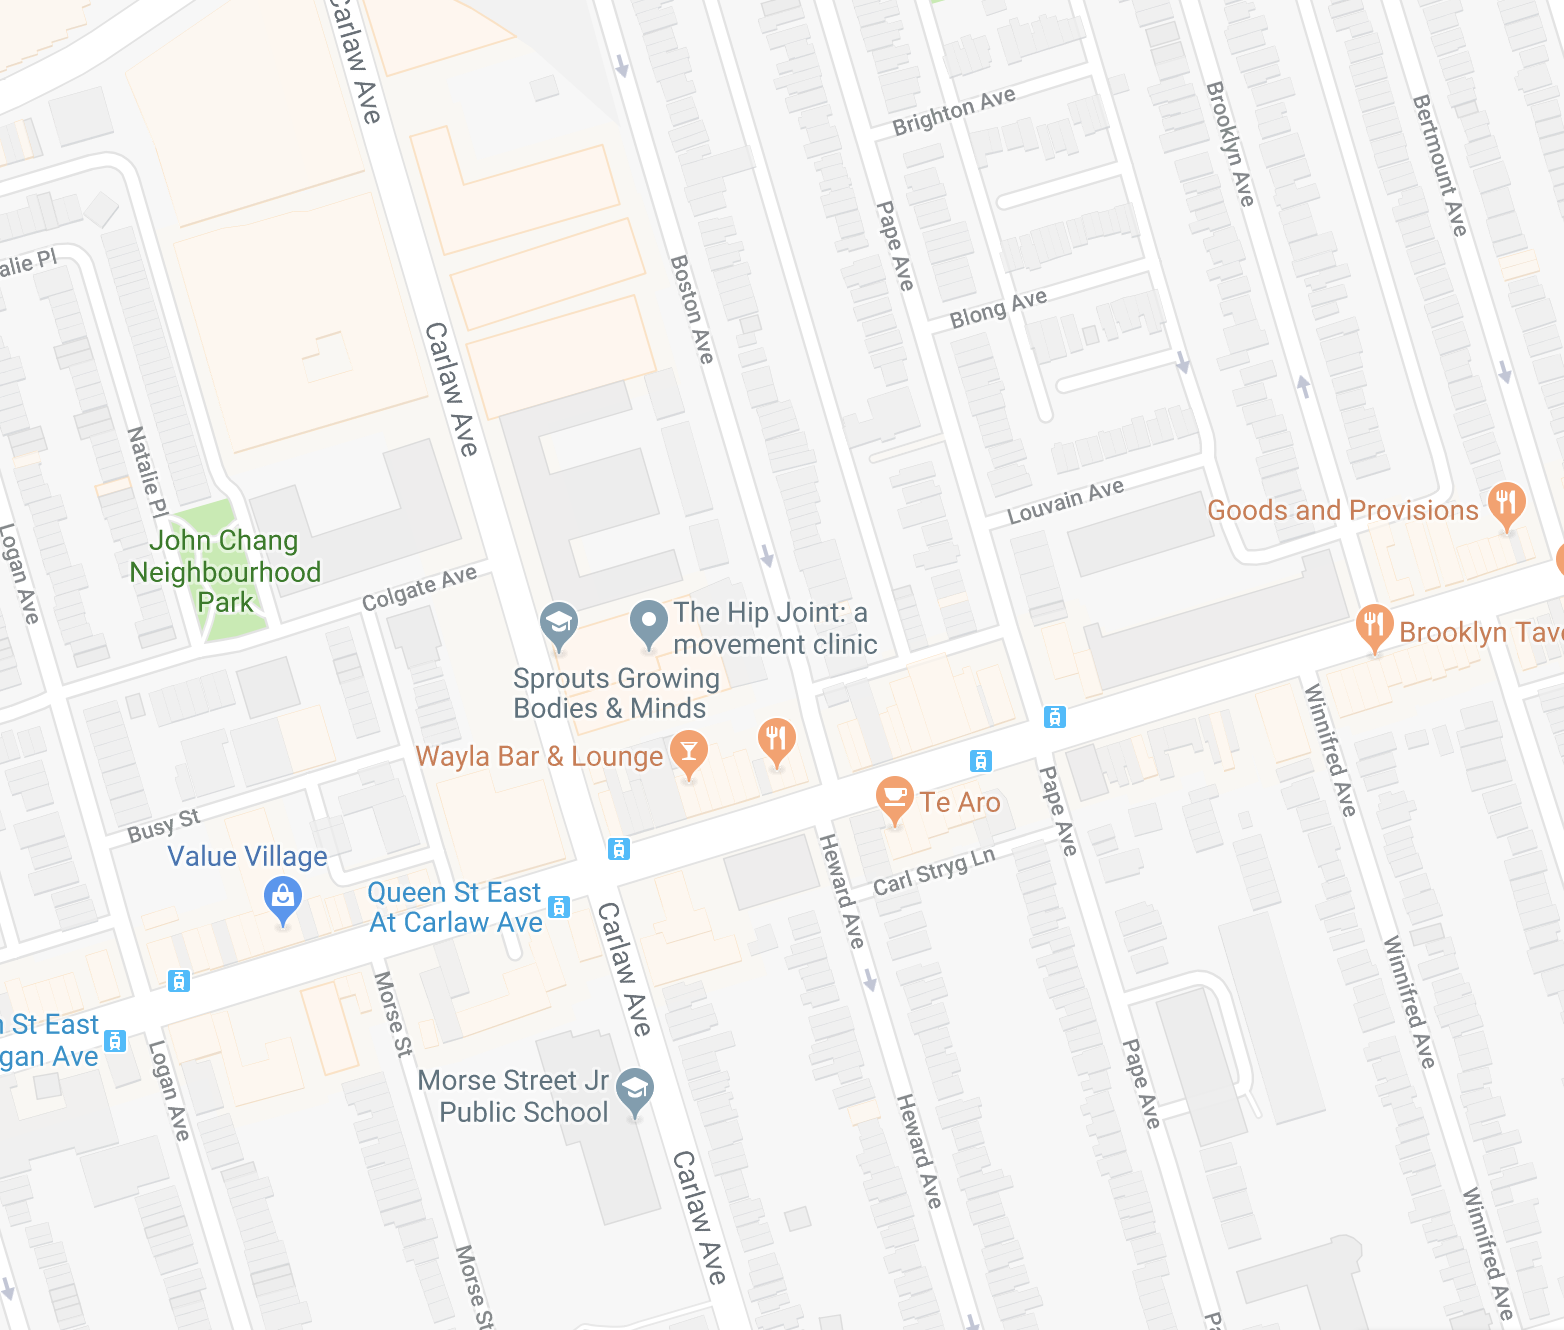 Carlaw Ave
Brighton Ave
Brooklyn Ave
Bertmount Ave
Pape Ave
alie Pl
Boston Ave
Blong Ave
Carlaw Ave
Natalie Pl
Louvain Ave
Goods and Provisions
Logan Ave
John Chang
Neighbourhood
Park
Colgate Ave
The Hip Joint: a
movement clinic
Brooklyn Tav
Sprouts Growing
Bodies & Minds
Winnifred Ave
Wayla Bar & Lounge
Te Aro
Pape Ave
Busy St
Value Village
Heward Ave
Carl Stryg Ln
Queen St East
At Carlaw Ave
Carlaw Ave
Winnifred Ave
Morse St
n St East
gan Ave
Logan Ave
Pape Ave
Morse Street Jr
Public School
Heward Ave
Carlaw Ave
Winnifred Ave
Morse St
Pa